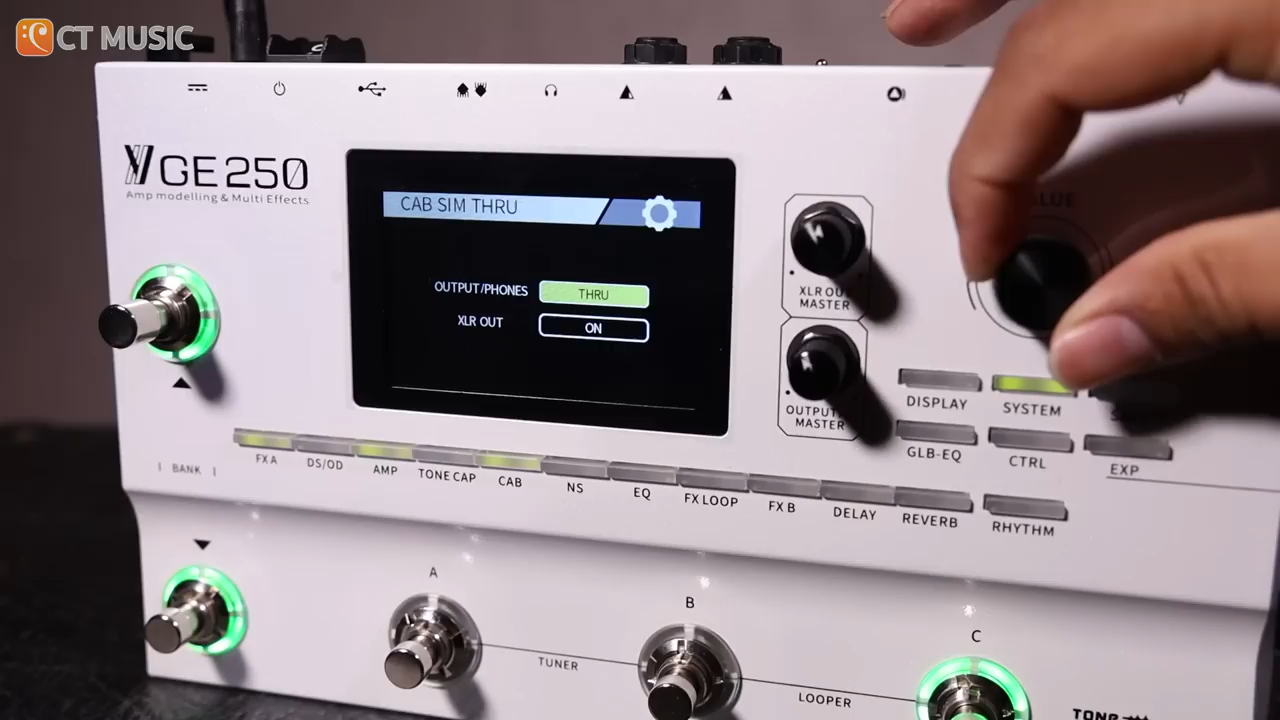 CT MUSIC
GE250
Amp modelling & Multi Effects
CAB SIM THRU
OUTPUT/PHONES THRU
XLR OUT ON
XLR OUT
MASTER
OUTPUT
MASTER
DISPLAY SYSTEM
GLB-EQ CTRL EXP
BANK
FX A DS/OD AMP TONE CAP CAB NS EQ FX LOOP FX B DELAY REVERB RHYTHM
A B C
TUNER LOOPER